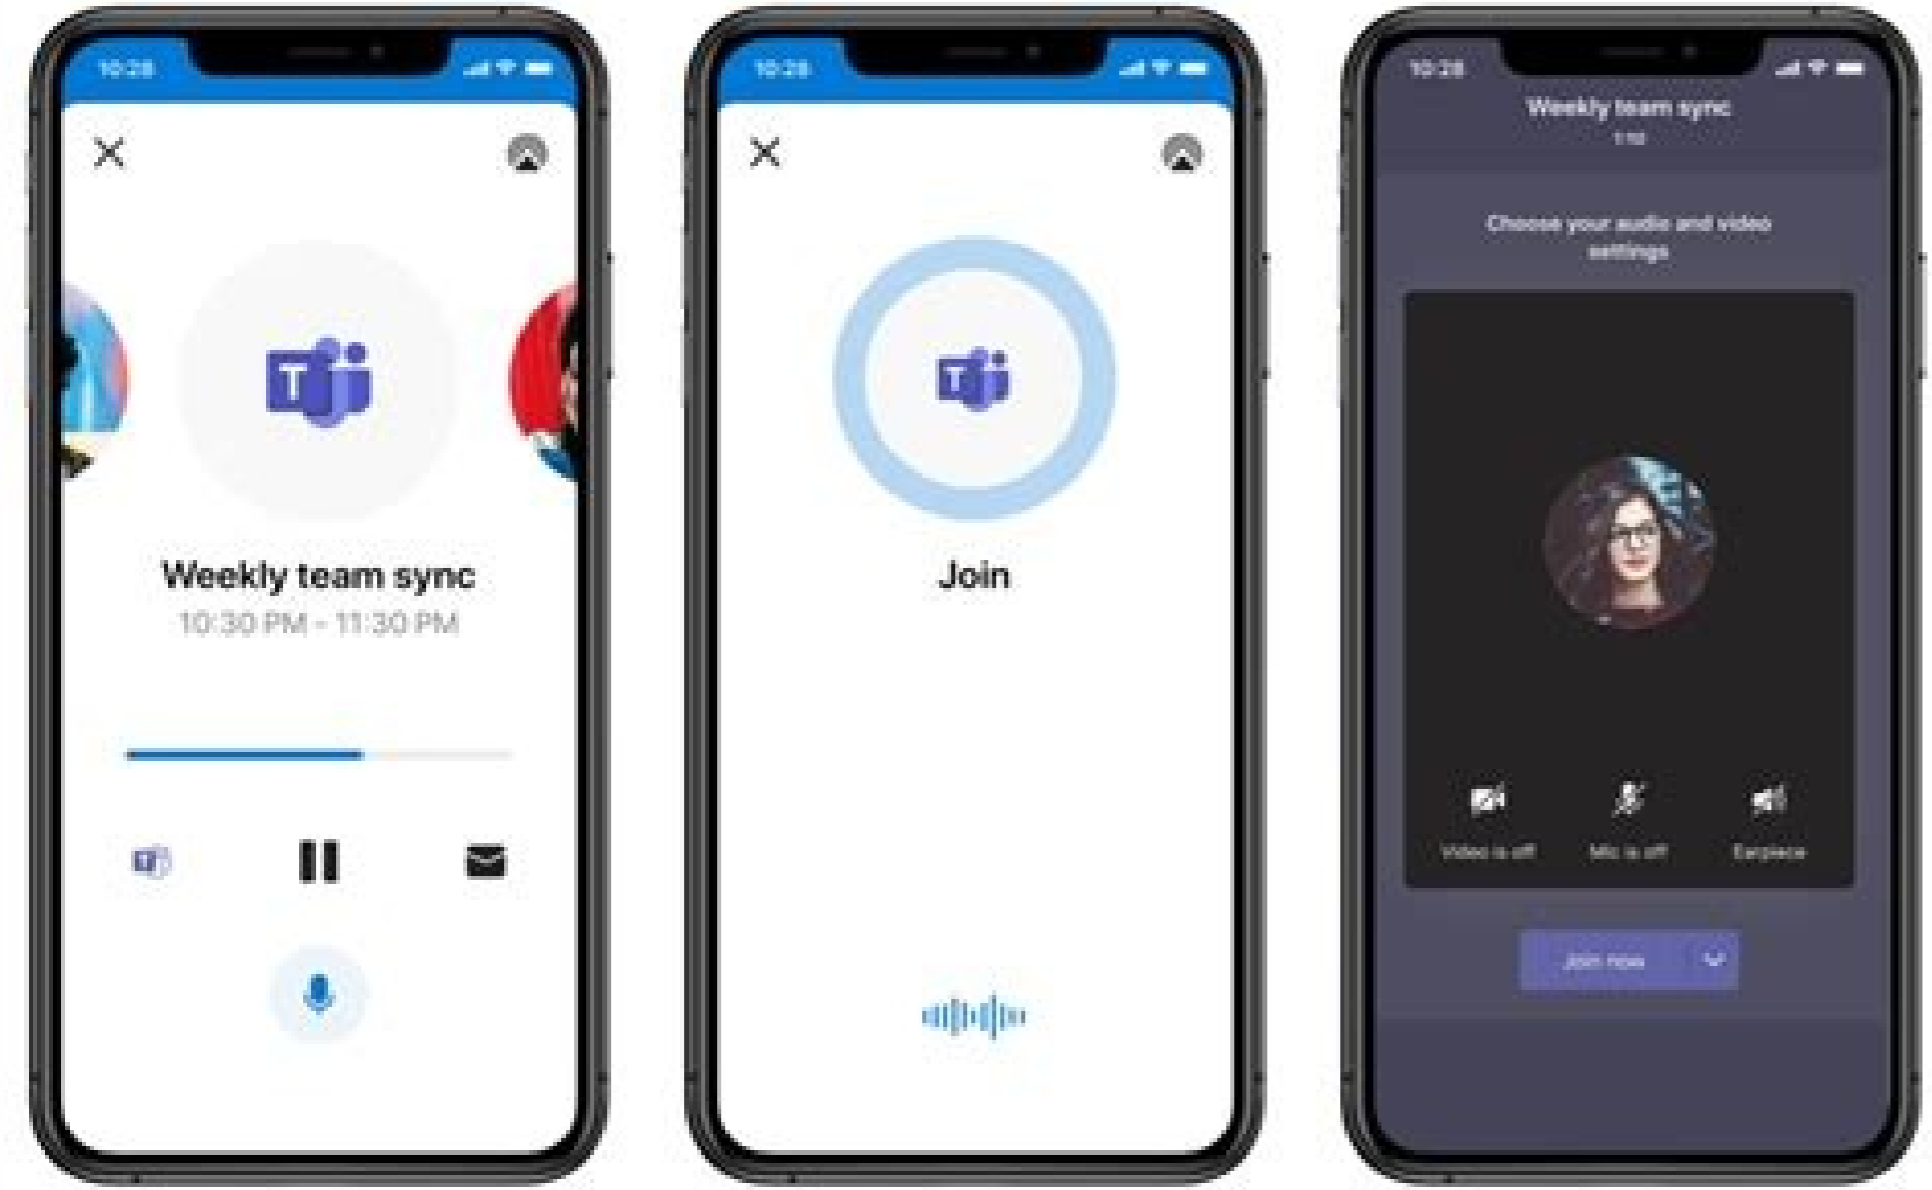 10:28
T
Weekly team sync
10:30 PM - 11:30 PM
T
10:28
T
Join
10:28
Weekly team sync
Choose your audio and video
settings
Video is off
Mic is off
Earpiece
Join now